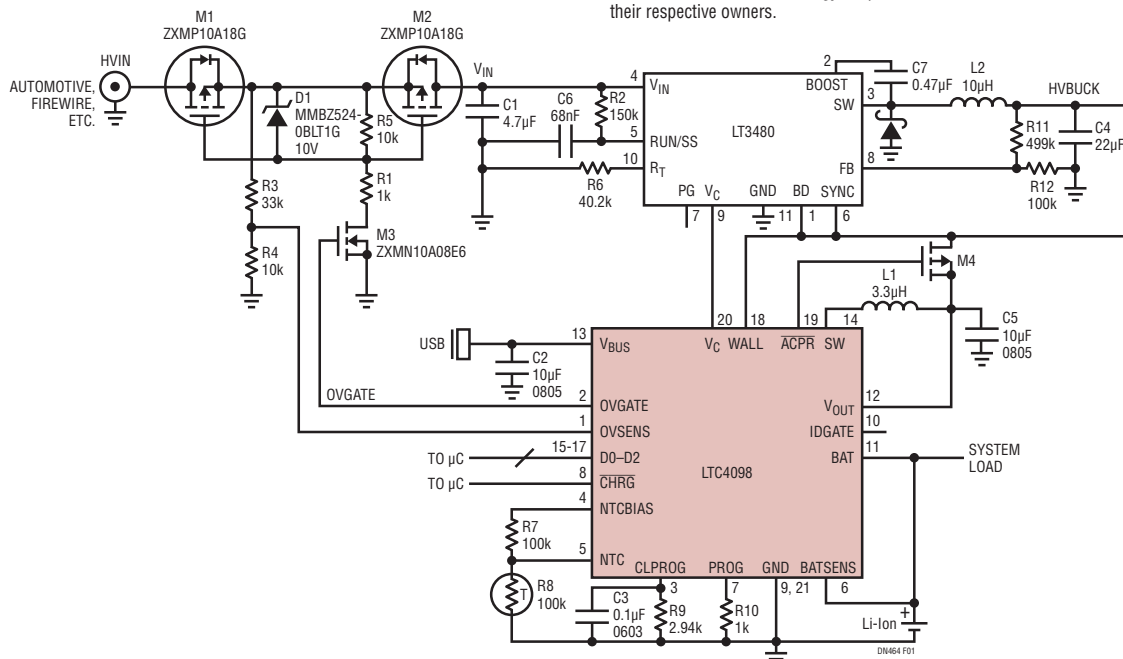 their respective owners.
M1
ZXMP10A18G
M2
ZXMP10A18G
HVIN
AUTOMOTIVE,
FIREWIRE,
ETC.
D1
MMBZ524-
0BLT1G
10V
R5
10k
VIN
C1
4.7µF
C6
68nF
R2
150k
R1
1k
R3
33k
R4
10k
M3
ZXMN10A08E6
R6
40.2k
4
VIN
5
RUN/SS
10
RT
LT3480
2
BOOST
3
SW
8
FB
PG
7
VC
9
GND
11
BD
1
SYNC
6
C7
0.47µF
L2
10µH
HVBUCK
R11
499k
C4
22µF
R12
100k
M4
L1
3.3µH
C5
10µF
0805
USB
C2
10µF
0805
OVGATE
TO µC
TO µC
13
VBUS
2
OVGATE
1
OVSENS
15-17
D0–D2
8
CHRG
4
NTCBIAS
5
NTC
20
VC
18
WALL
19
ACPR
14
SW
12
VOUT
10
IDGATE
11
BAT
SYSTEM
LOAD
LTC4098
CLPROG
3
PROG
7
GND
9, 21
BATSENS
6
R7
100k
T
R8
100k
C3
0.1µF
0603
R9
2.94k
R10
1k
Li-Ion
+
DN464 F01